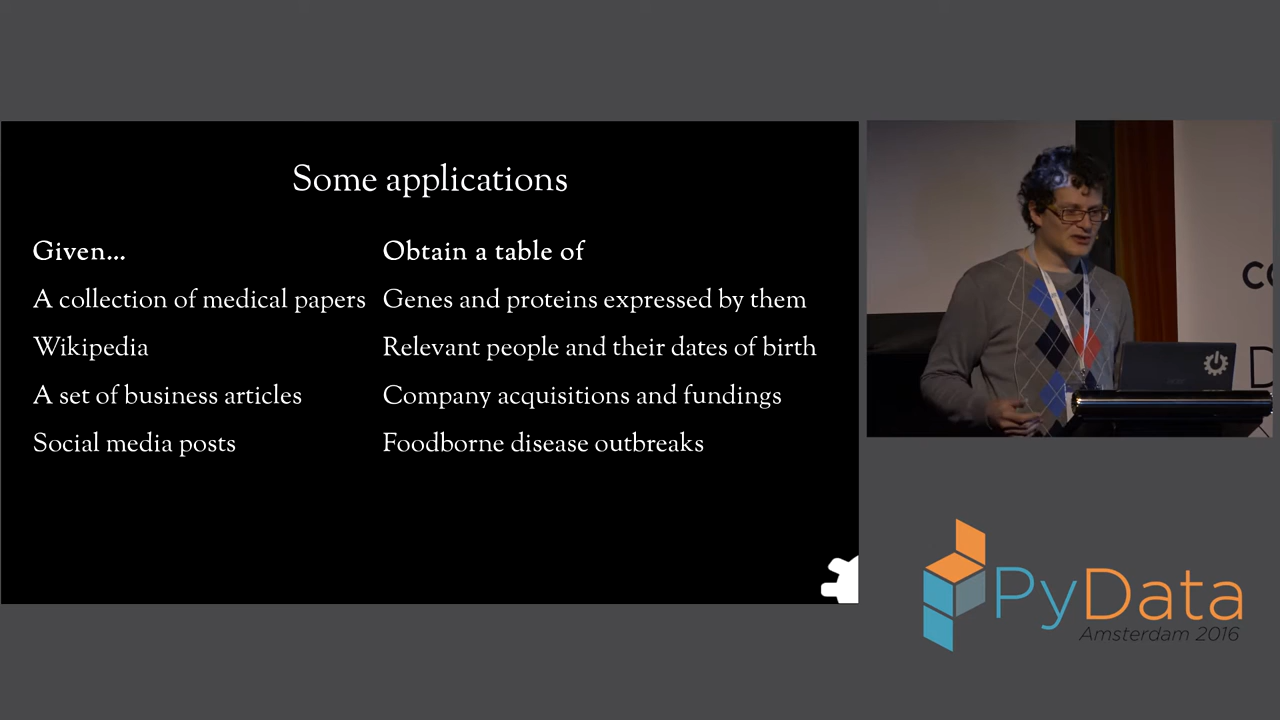 Some applications
Given... Obtain a table of
A collection of medical papers Genes and proteins expressed by them
Wikipedia Relevant people and their dates of birth
A set of business articles Company acquisitions and fundings
Social media posts Foodborne disease outbreaks
PyData
Amsterdam 2016